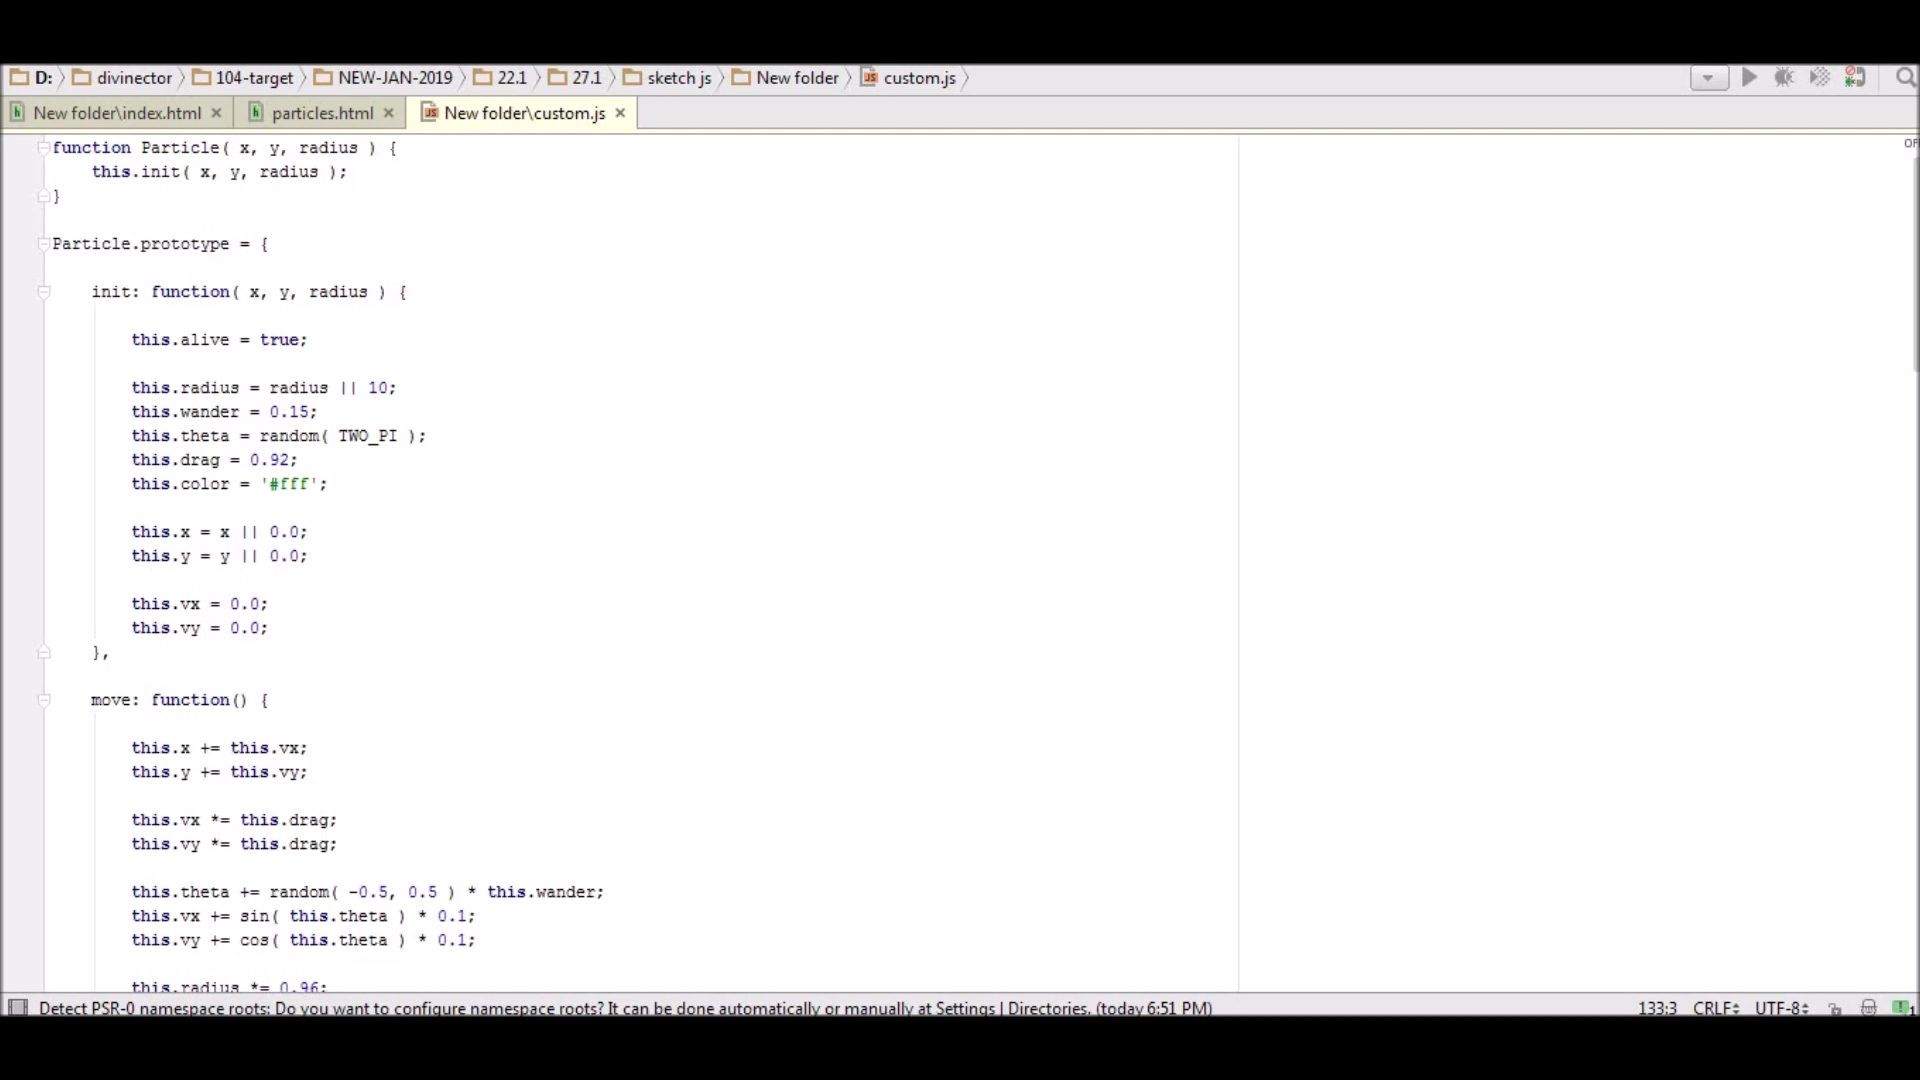 D: divinector 104-target NEW-JAN-2019 22.1 27.1 sketch js New folder custom.js
New folder\index.html particles.html New folder\custom.js
function Particle( x, y, radius ) {
this.init( x, y, radius );
}
Particle.prototype = {
init: function( x, y, radius ) {
this.alive = true;
this.radius = radius || 10;
this.wander = 0.15;
this.theta = random( TWO_PI );
this.drag = 0.92;
this.color = '#fff';
this.x = x || 0.0;
this.y = y || 0.0;
this.vx = 0.0;
this.vy = 0.0;
},
move: function() {
this.x += this.vx;
this.y += this.vy;
this.vx *= this.drag;
this.vy *= this.drag;
this.theta += random( -0.5, 0.5 ) * this.wander;
this.vx += sin( this.theta ) * 0.1;
this.vy += cos( this.theta ) * 0.1;
this.radius *= 0.96;
Detect PSR-0 namespace roots: Do you want to configure namespace roots? It can be done automatically or manually at Settings | Directories. (today 6:51 PM) 133:3 CRLF UTF-8